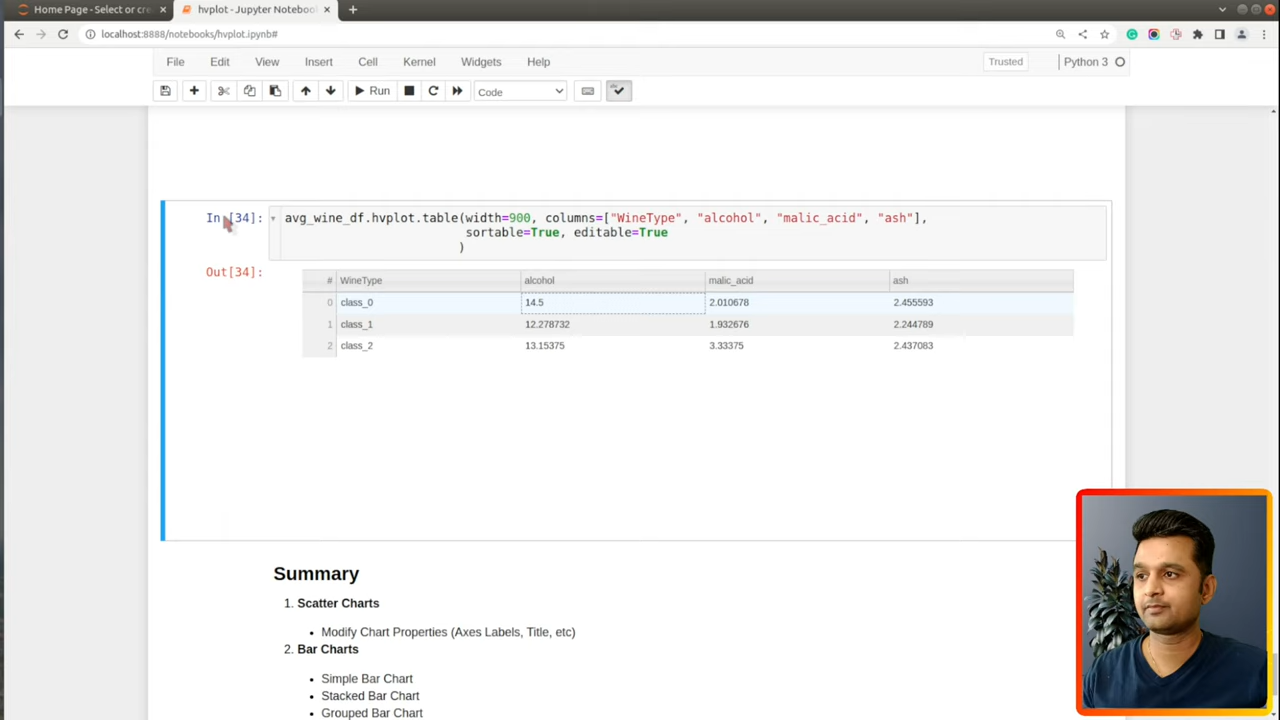 Home Page - Select or cre
hvplot - Jupyter Notebook
localhost:8888/notebooks/hvplot.ipynb#
File Edit View Insert Cell Kernel Widgets Help Trusted Python 3
Run Code
In [34]: avg_wine_df.hvplot.table(width=900, columns=["WineType", "alcohol", "malic_acid", "ash"],
sortable=True, editable=True
)
Out[34]:
# WineType alcohol malic_acid ash
0 class_0 14.5 2.010678 2.455593
1 class_1 12.278732 1.932676 2.244789
2 class_2 13.15375 3.33375 2.437083
Summary
1. Scatter Charts
• Modify Chart Properties (Axes Labels, Title, etc)
2. Bar Charts
• Simple Bar Chart
• Stacked Bar Chart
• Grouped Bar Chart